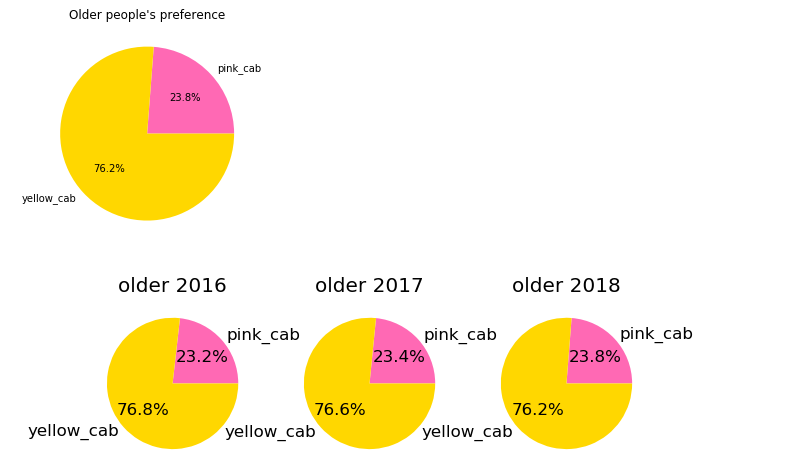 Older people's preference
pink_cab
23.8%
76.2%
yellow_cab
older 2016
older 2017
older 2018
pink_cab
23.2%
76.8%
yellow_cab
pink_cab
23.4%
76.6%
yellow_cab
pink_cab
23.8%
76.2%
yellow_cab